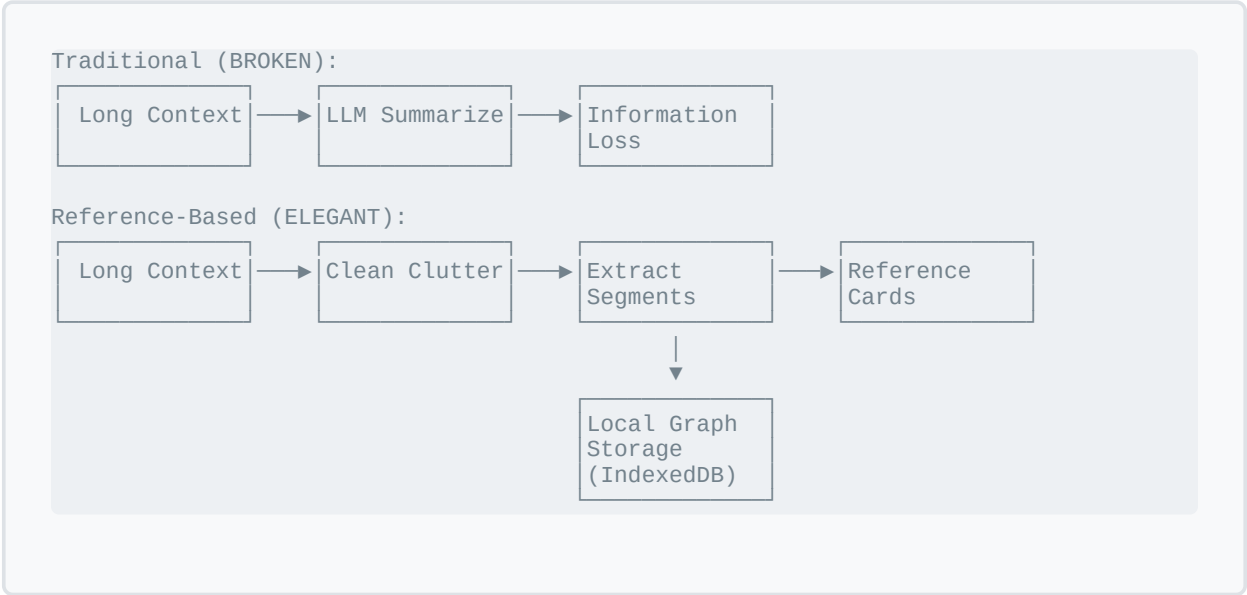 Traditional (BROKEN):
Long Context LLM Summarize Information
Loss
Reference-Based (ELEGANT):
Long Context Clean Clutter Extract Reference
Segments Cards
Local Graph
Storage
(IndexedDB)